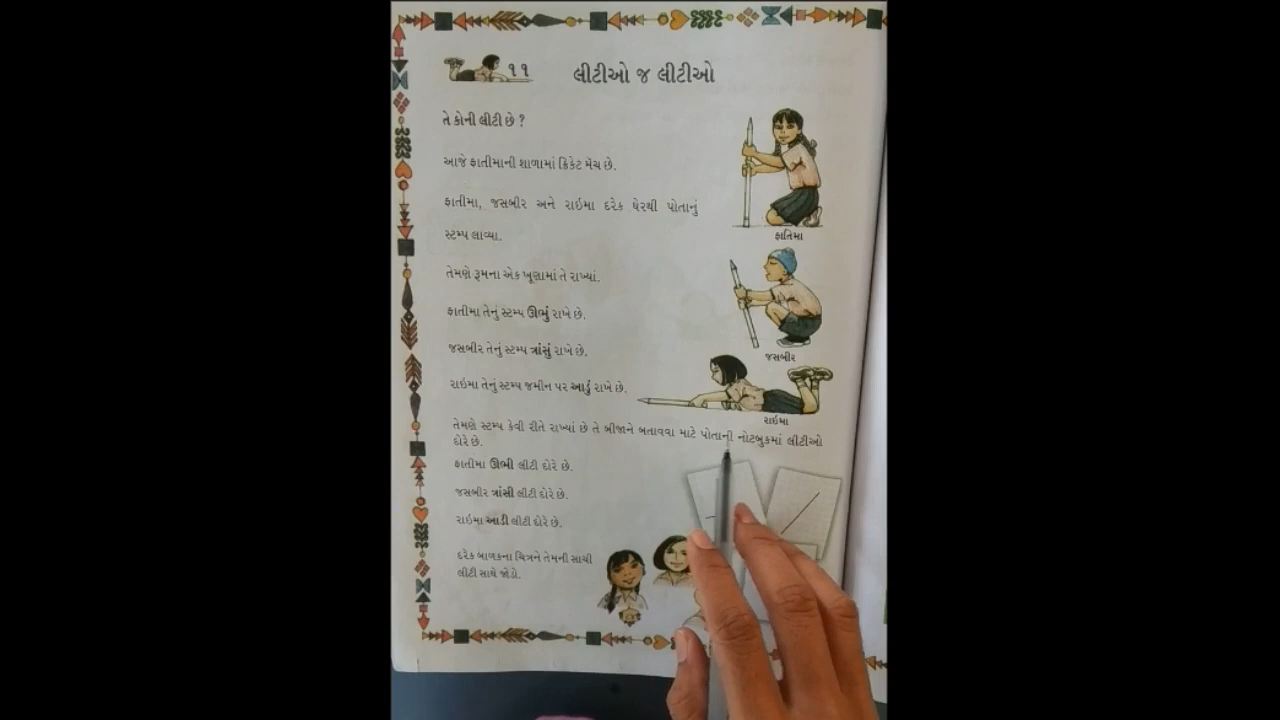 ૧૧ લીટીઓ જ લીટીઓ
તે કોની લીટી છે ?
આજે ફાતીમાની શાળામાં ક્રિકેટ મૅચ છે.
ફાતીમા, જસબીર અને રાઇમા દરેક ઘેરથી પોતાનું
સ્ટમ્પ લાવ્યા.
ફાતિમા
તેમણે રૂમના એક ખૂણામાં તે રાખ્યાં.
ફાતીમા તેનું સ્ટમ્પ ઊભું રાખે છે.
જસબીર તેનું સ્ટમ્પ ત્રાંસું રાખે છે.
જસબીર
રાઇમા તેનું સ્ટમ્પ જમીન પર આડું રાખે છે.
રાઇમા
તેમણે સ્ટમ્પ કેવી રીતે રાખ્યાં છે તે બીજાને બતાવવા માટે પોતાની નોટબુકમાં લીટીઓ
દોરે છે.
ફાતીમા ઊભી લીટી દોરે છે.
જસબીર ત્રાંસી લીટી દોરે છે.
રાઇમા આડી લીટી દોરે છે.
દરેક બાળકના ચિત્રને તેમની સાચી
લીટી સાથે જોડો.